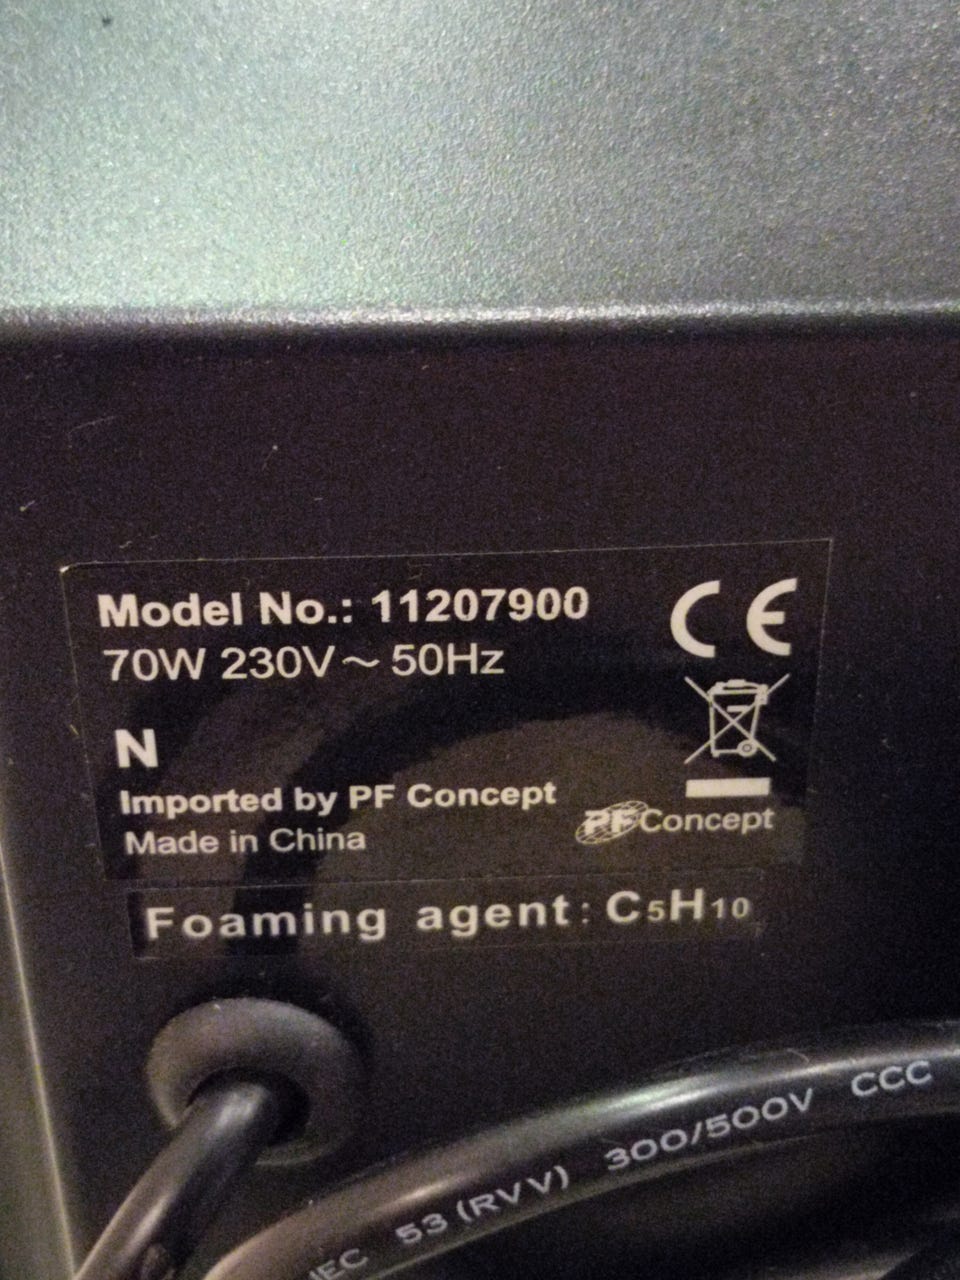 Model No.: 11207900
70W 230V ~ 50Hz
N
Imported by PF Concept
Made in China
CE
PF Concept
Foaming agent: C5H10
IEC 53 (RVV) 300/500V CCC